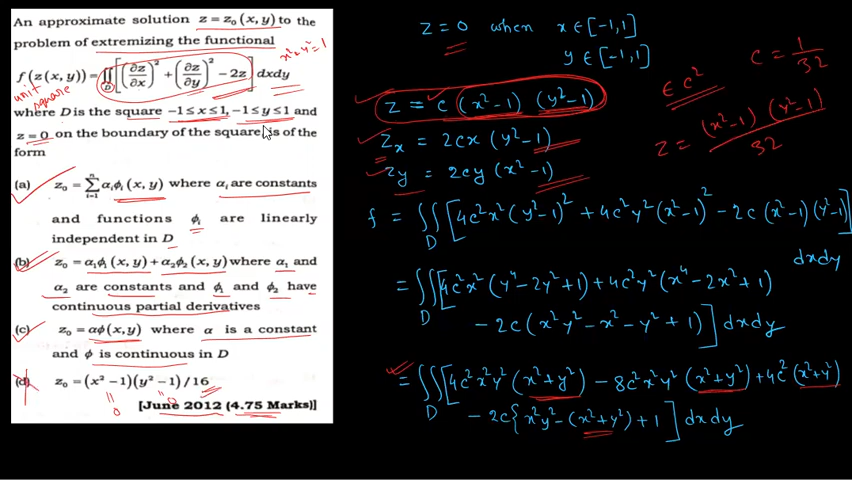 An approximate solution z = z₀(x, y) to the
problem of extremizing the functional
x²+y²=1
f(z(x, y)) = ∬_D [(∂z/∂x)² + (∂z/∂y)² − 2z] dxdy
unit square
where D is the square −1 ≤ x ≤ 1, −1 ≤ y ≤ 1 and
z = 0 on the boundary of the square is of the
form
(a) z₀ = Σ_{i=1}^{n} αᵢϕᵢ(x, y) where αᵢ are constants
and functions ϕᵢ are linearly
independent in D
(b) z₀ = α₁ϕ₁(x, y) + α₂ϕ₂(x, y) where α₁ and
α₂ are constants and ϕ₁ and ϕ₂ have
continuous partial derivatives
(c) z₀ = αϕ(x, y) where α is a constant
and ϕ is continuous in D
(d) z₀ = (x² − 1)(y² − 1) / 16
0 0
[June 2012 (4.75 Marks)]
z = 0 when x ∈ [-1,1]
y ∈ [-1,1]
c = 1/32
∈ c²
z = c (x²-1) (y²-1)
z = (x²-1) (y²-1) / 32
Zx = 2cx (y²-1)
Zy = 2cy (x²-1)
f = ∬_D [4c²x²(y²-1)² + 4c²y²(x²-1)² - 2c(x²-1)(y²-1)]
dxdy
= ∬_D [4c²x²(y⁴-2y²+1) + 4c²y²(x⁴-2x²+1)
- 2c(x²y²-x²-y²+1)] dxdy
= ∬_D [4c²x²y²(x²+y²) - 8c²x²y²(x²+y²) + 4c²(x²+y²)
- 2c{x²y²-(x²+y²)+1}] dxdy